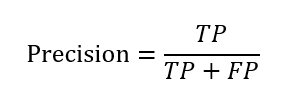 Precision = TP / (TP + FP)